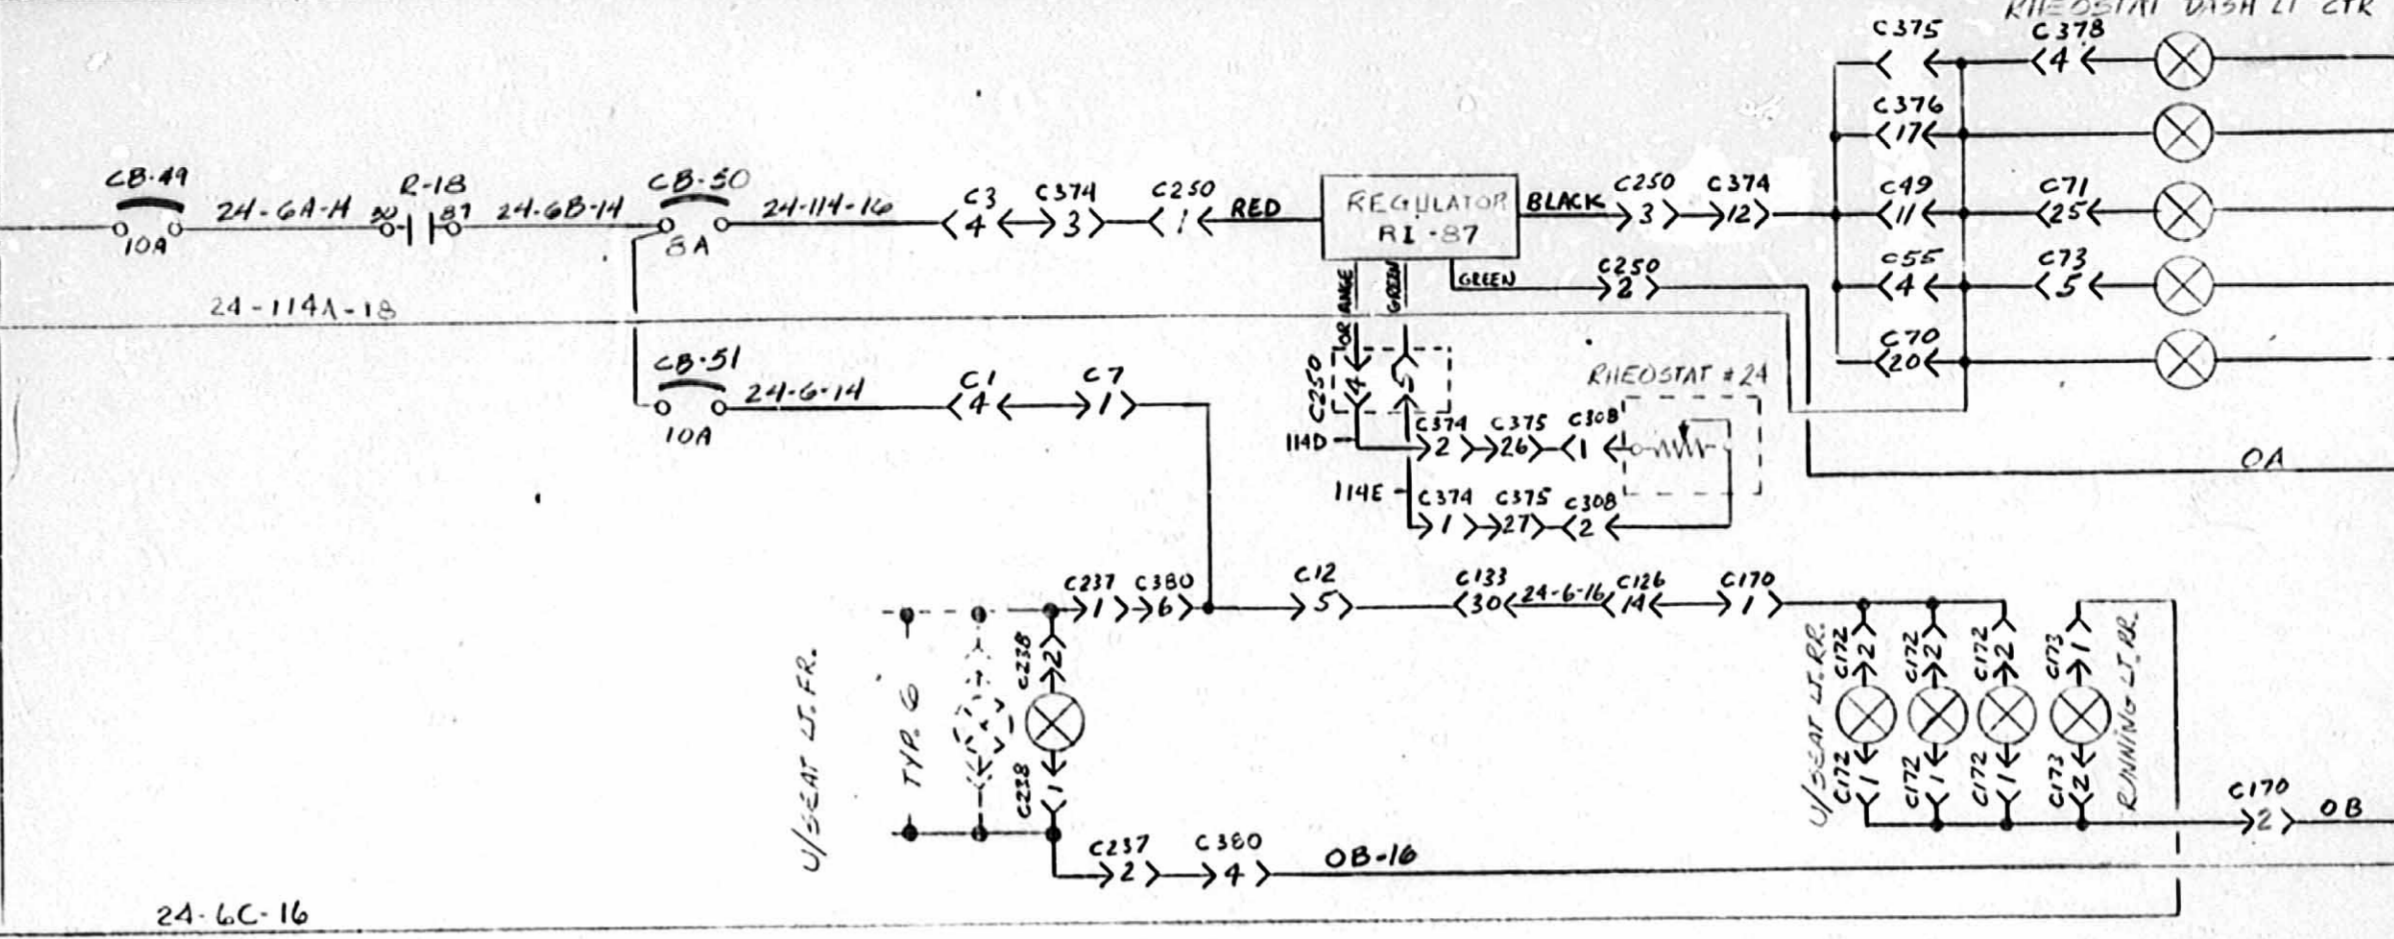 RHEOSTAT DASH LT CTR
C375
C378
4
C376
17
CB-49
10A
24-6A-14
R-18
30
87
24-6B-14
CB-50
8A
24-114-16
C3
4
C374
3
C250
1
RED
REGULATOR
RI-87
BLACK
C250
3
C374
12
C49
11
C71
25
ORANGE
GREEN
GREEN
C250
2
C55
4
C73
5
24-114A-18
C70
20
CB-51
10A
24-6-14
C1
4
C7
1
C250
4
5
RHEOSTAT #24
114D
C374
2
C375
26
C308
1
OA
114E
C374
1
C375
27
C308
2
C237
1
C380
6
C12
5
C133
30
24-6-16
C126
14
C170
1
U/SEAT LT. FR.
TYP. 6
C238
2
C238
1
U/SEAT LT. RR.
C172
2
C172
2
C172
2
C173
1
C172
1
C172
1
C172
1
C173
2
RUNNING LT. RR.
C170
2
OB
C237
2
C380
4
OB-16
24-6C-16